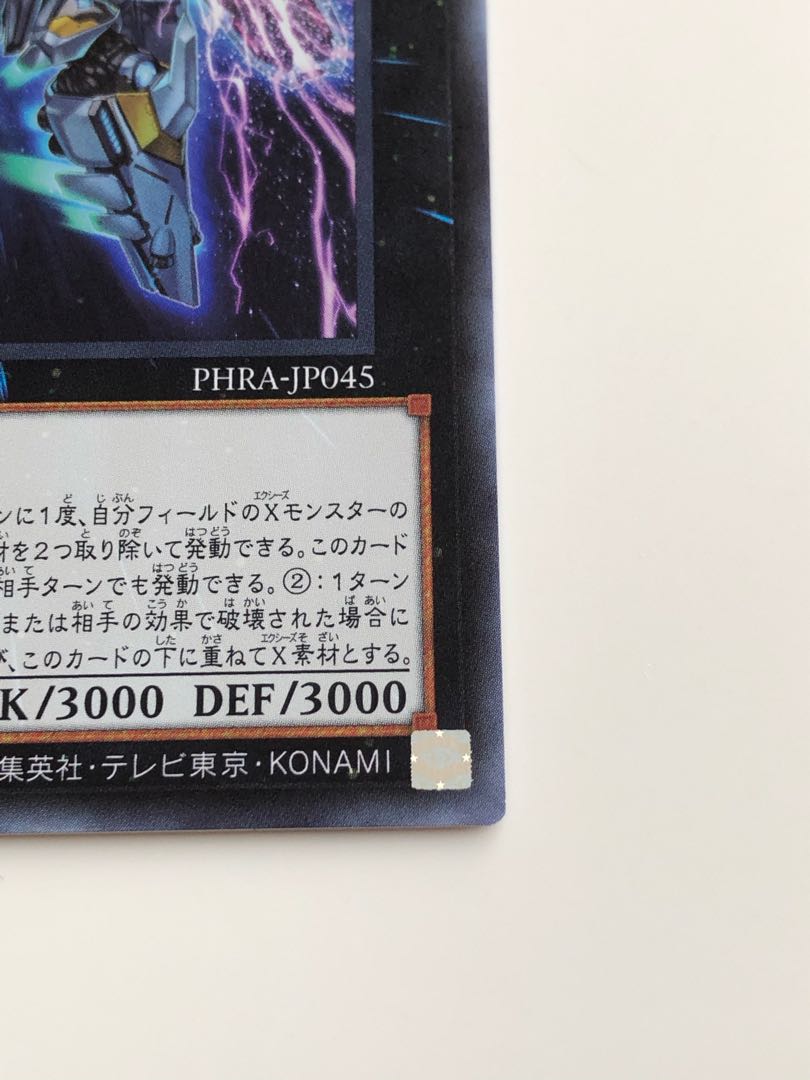 PHRA-JP045
ンに1度、自分フィールドのXモンスターの
材を2つ取り除いて発動できる。このカード
相手ターンでも発動できる。②:1ターン
または相手の効果で破壊された場合に
び、このカードの下に重ねてX素材とする。
K/3000 DEF/3000
集英社・テレビ東京・KONAMI